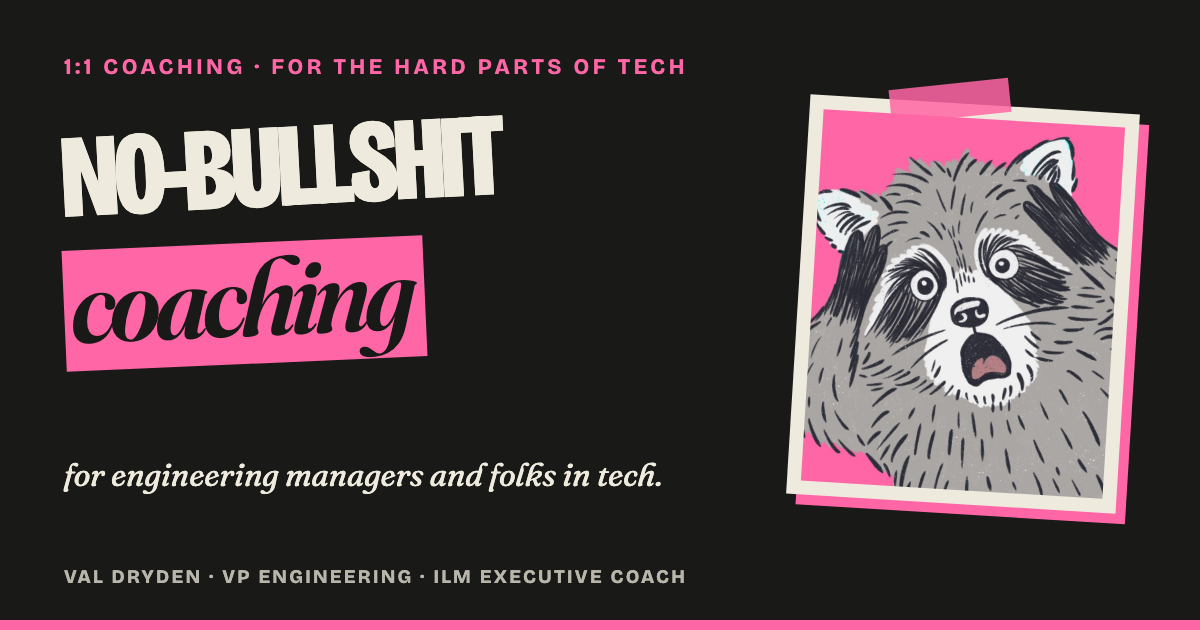 1:1 COACHING · FOR THE HARD PARTS OF TECH
NO-BULLSHIT
coaching
for engineering managers and folks in tech.
VAL DRYDEN · VP ENGINEERING · ILM EXECUTIVE COACH